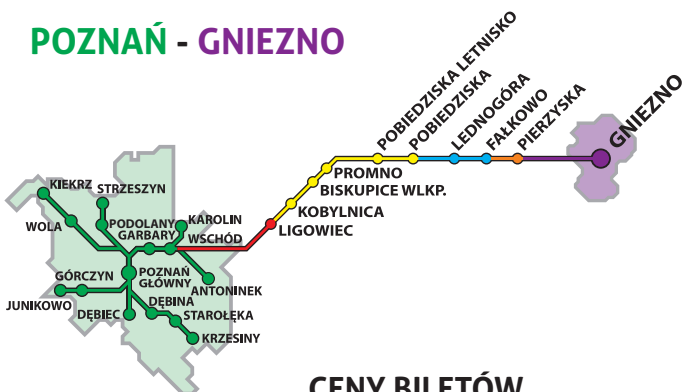 POZNAŃ - GNIEZNO
POBIEDZISKA LETNISKO
POBIEDZISKA
LEDNOGÓRA
FAŁKOWO
PIERZYSKA
GNIEZNO
PROMNO
BISKUPICE WLKP.
KOBYLNICA
LIGOWIEC
KIEKRZ
STRZESZYN
WOLA
PODOLANY
GARBARY
KAROLIN
WSCHÓD
GÓRCZYN
POZNAŃ
GŁÓWNY
ANTONINEK
JUNIKOWO
DĘBIEC
DĘBINA
STAROŁĘKA
KRZESINY
CENY BILETÓW